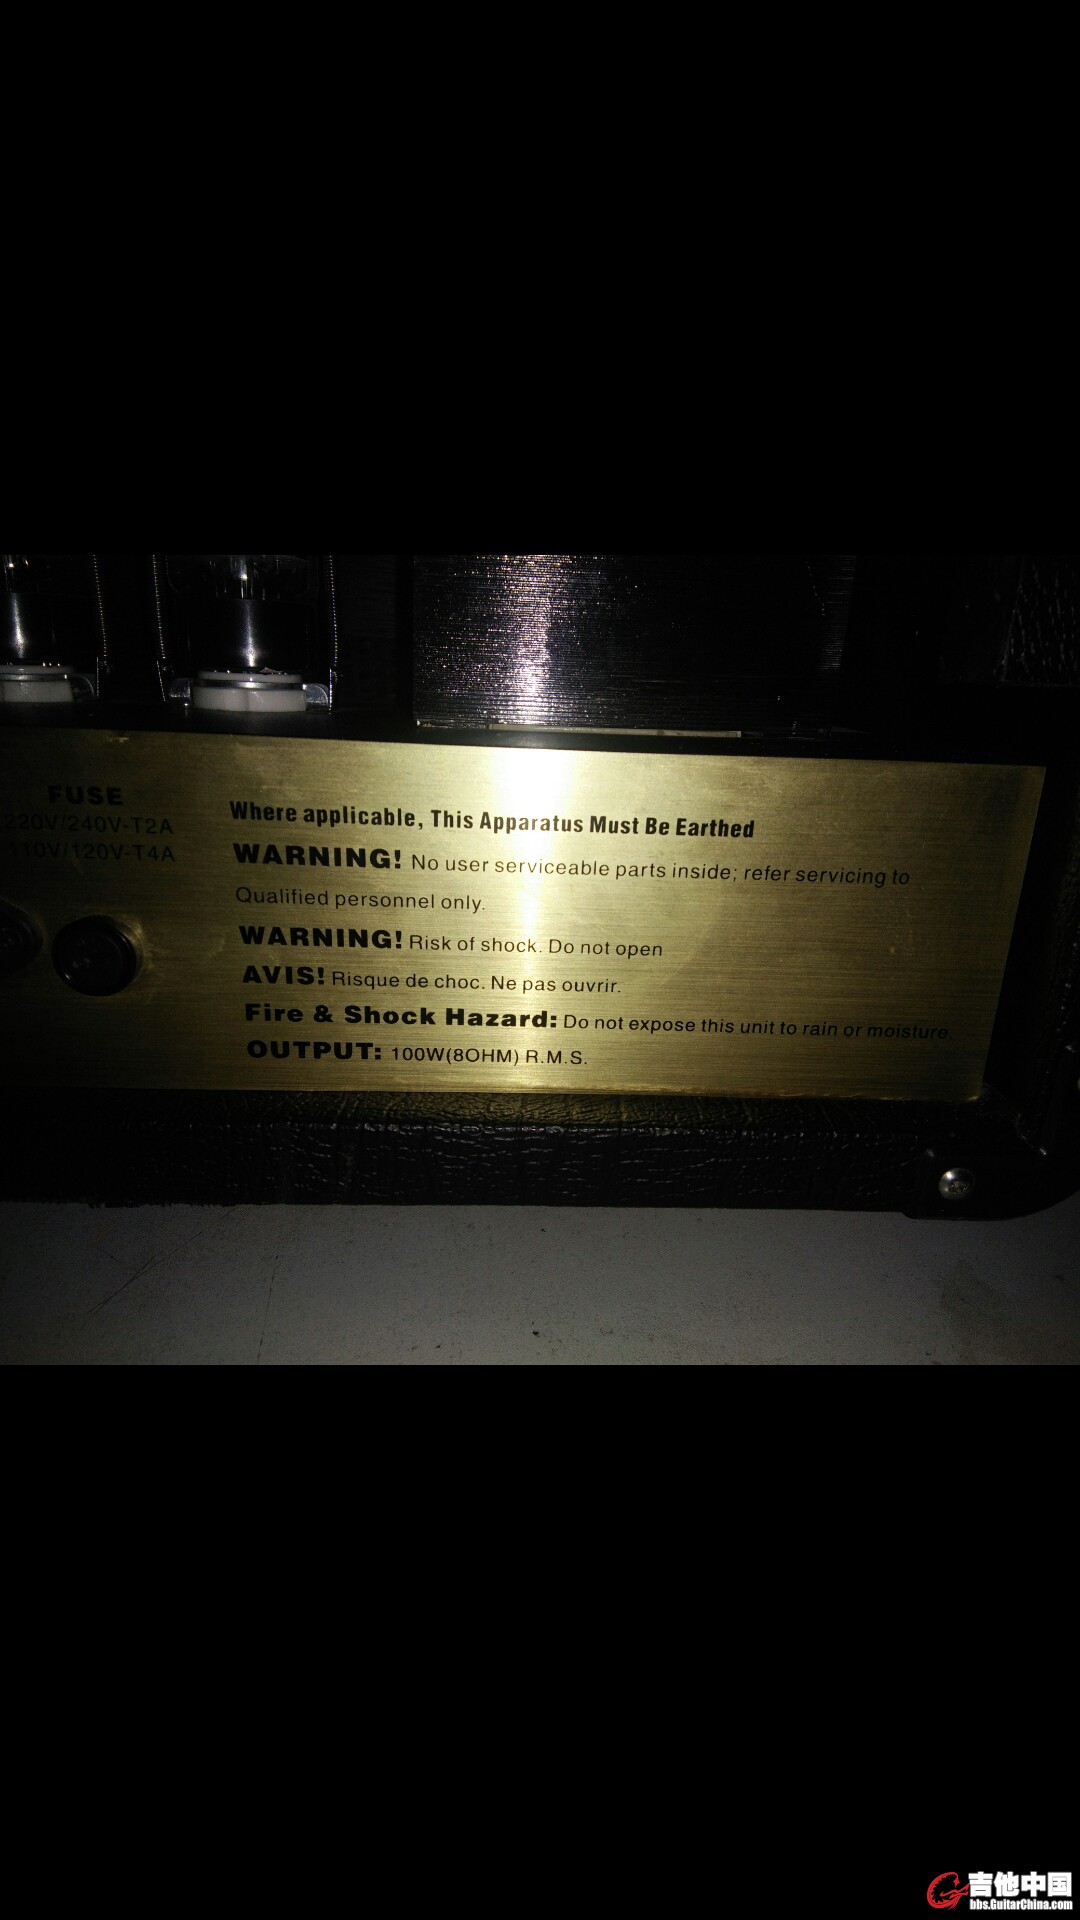 FUSE
220V/240V-T2A
110V/120V-T4A
Where applicable, This Apparatus Must Be Earthed
WARNING! No user serviceable parts inside; refer servicing to
Qualified personnel only.
WARNING! Risk of shock. Do not open
AVIS! Risque de choc. Ne pas ouvrir.
Fire & Shock Hazard: Do not expose this unit to rain or moisture.
OUTPUT: 100W(8OHM) R.M.S.
吉他中国
bbs.GuitarChina.com